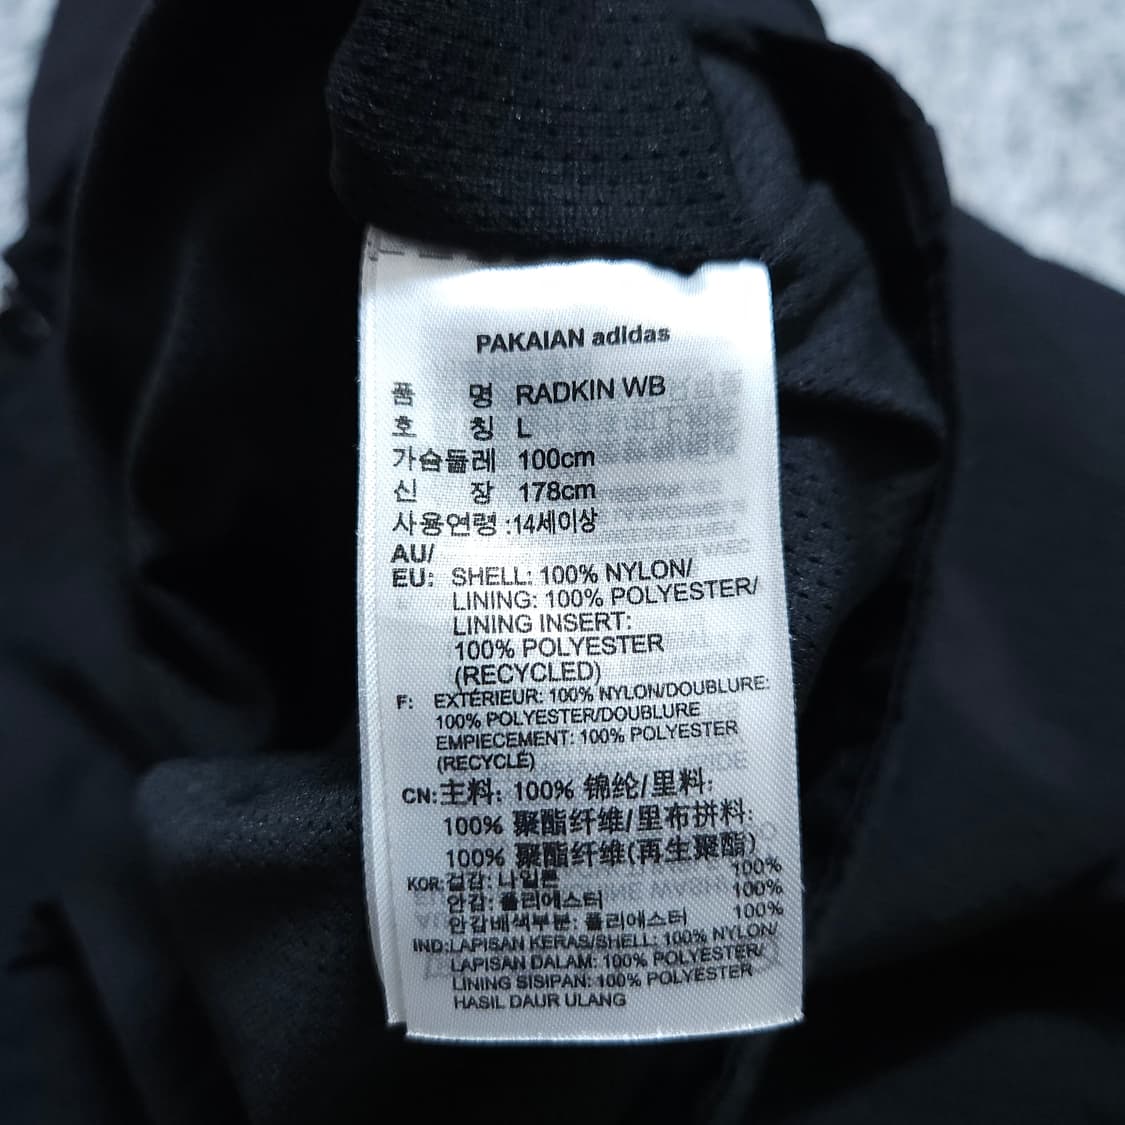 PAKAIAN adidas
품 명 RADKIN WB
호 칭 L
가슴둘레 100cm
신 장 178cm
사용연령 :14세이상
AU/
EU: SHELL: 100% NYLON/
LINING: 100% POLYESTER/
LINING INSERT:
100% POLYESTER
(RECYCLED)
F: EXTÉRIEUR: 100% NYLON/DOUBLURE:
100% POLYESTER/DOUBLURE
EMPIECEMENT: 100% POLYESTER
(RECYCLÉ)
CN:主料: 100% 锦纶/里料:
100% 聚酯纤维/里布拼料:
100% 聚酯纤维(再生聚酯)
KOR:겉감: 나일론 100%
안감: 폴리에스터 100%
안감배색부분: 폴리에스터 100%
IND:LAPISAN KERAS/SHELL: 100% NYLON/
LAPISAN DALAM: 100% POLYESTER/
LINING SISIPAN: 100% POLYESTER
HASIL DAUR ULANG